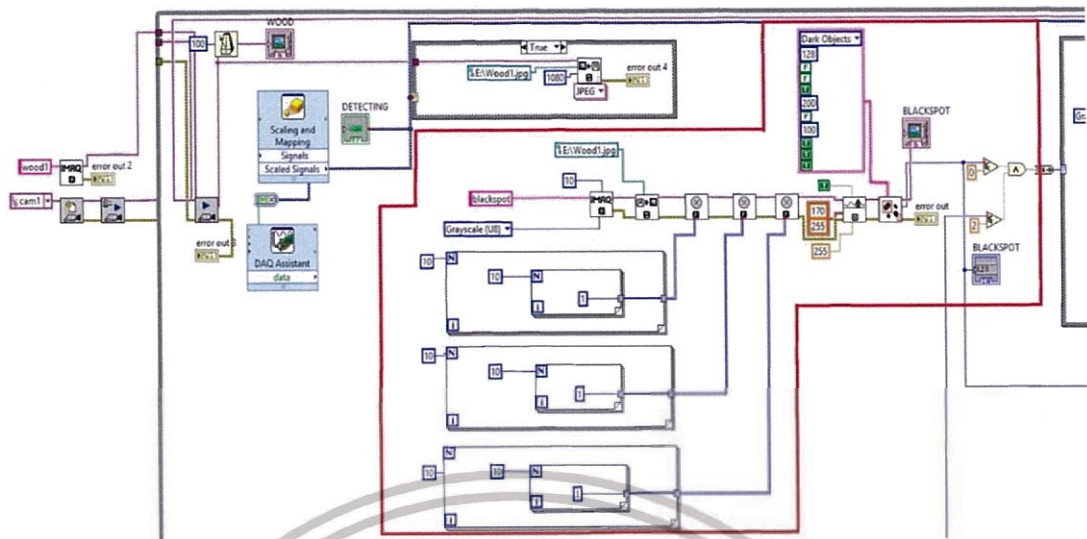 WOOD
100
True
E:\Wood1.jpg
1080
error out 4
JPEG
Dark Objects
128
F
F
T
200
F
100
T
T
T
Scaling and
Mapping
Signals
Scaled Signals
DETECTING
BLACKSPOT
wood1
IMAQ
error out 2
cam1
E:\Wood1.jpg
10
blackspot
IMAQ
Grayscale (U8)
T
170
255
255
error out
0
2
BLACKSPOT
error out 3
DAQ Assistant
data
10
N
10
N
1
i
i
10
N
10
N
1
i
i
10
N
10
N
1
i
i